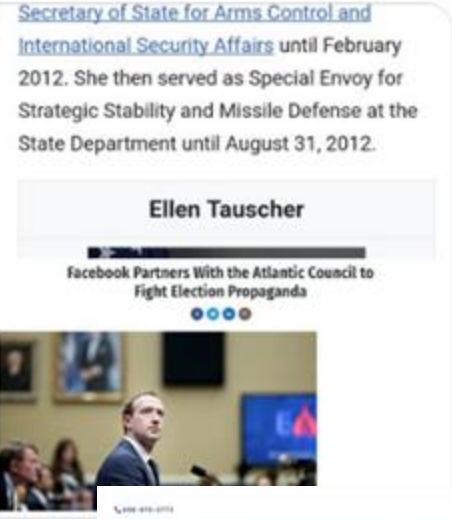 Secretary of State for Arms Control and
International Security Affairs until February
2012. She then served as Special Envoy for
Strategic Stability and Missile Defense at the
State Department until August 31, 2012.
Ellen Tauscher
Facebook Partners With the Atlantic Council to
Fight Election Propaganda